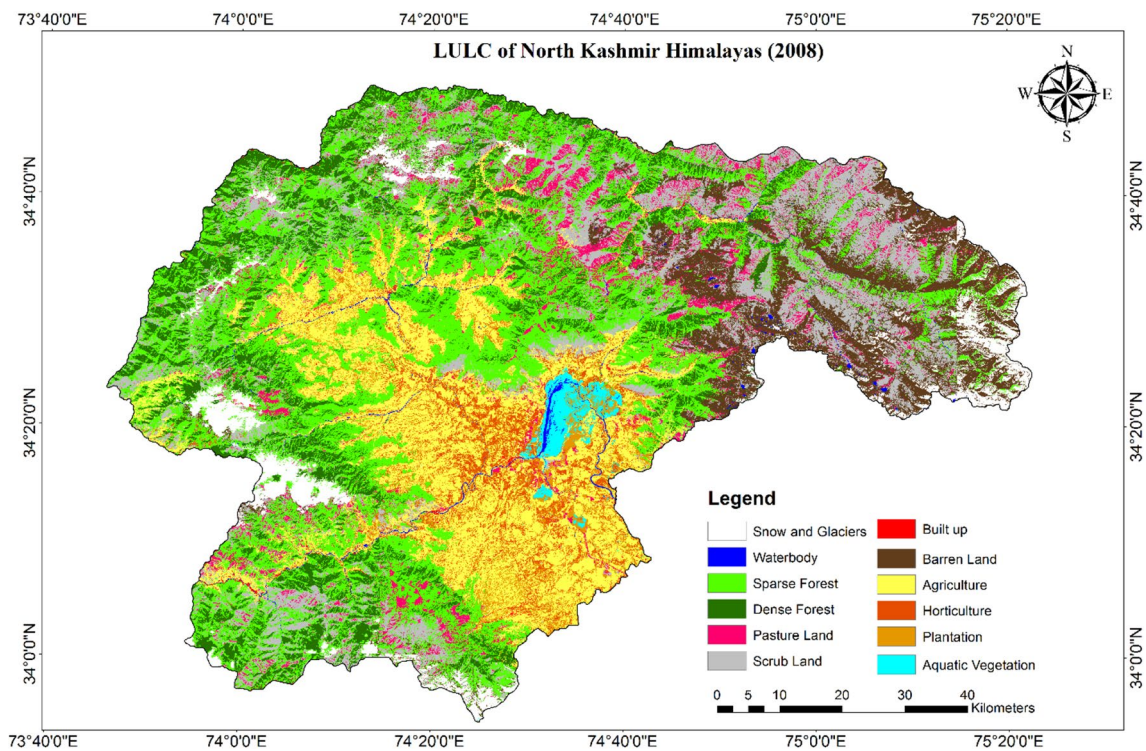 73°40'0"E 74°0'0"E 74°20'0"E 74°40'0"E 75°0'0"E 75°20'0"E
LULC of North Kashmir Himalayas (2008)
N
W E
S
34°40'0"N 34°40'0"N
34°20'0"N 34°20'0"N
34°0'0"N 34°0'0"N
Legend
Snow and Glaciers
Waterbody
Sparse Forest
Dense Forest
Pasture Land
Scrub Land
Built up
Barren Land
Agriculture
Horticulture
Plantation
Aquatic Vegetation
0 5 10 20 30 40
Kilometers
73°40'0"E 74°0'0"E 74°20'0"E 74°40'0"E 75°0'0"E 75°20'0"E